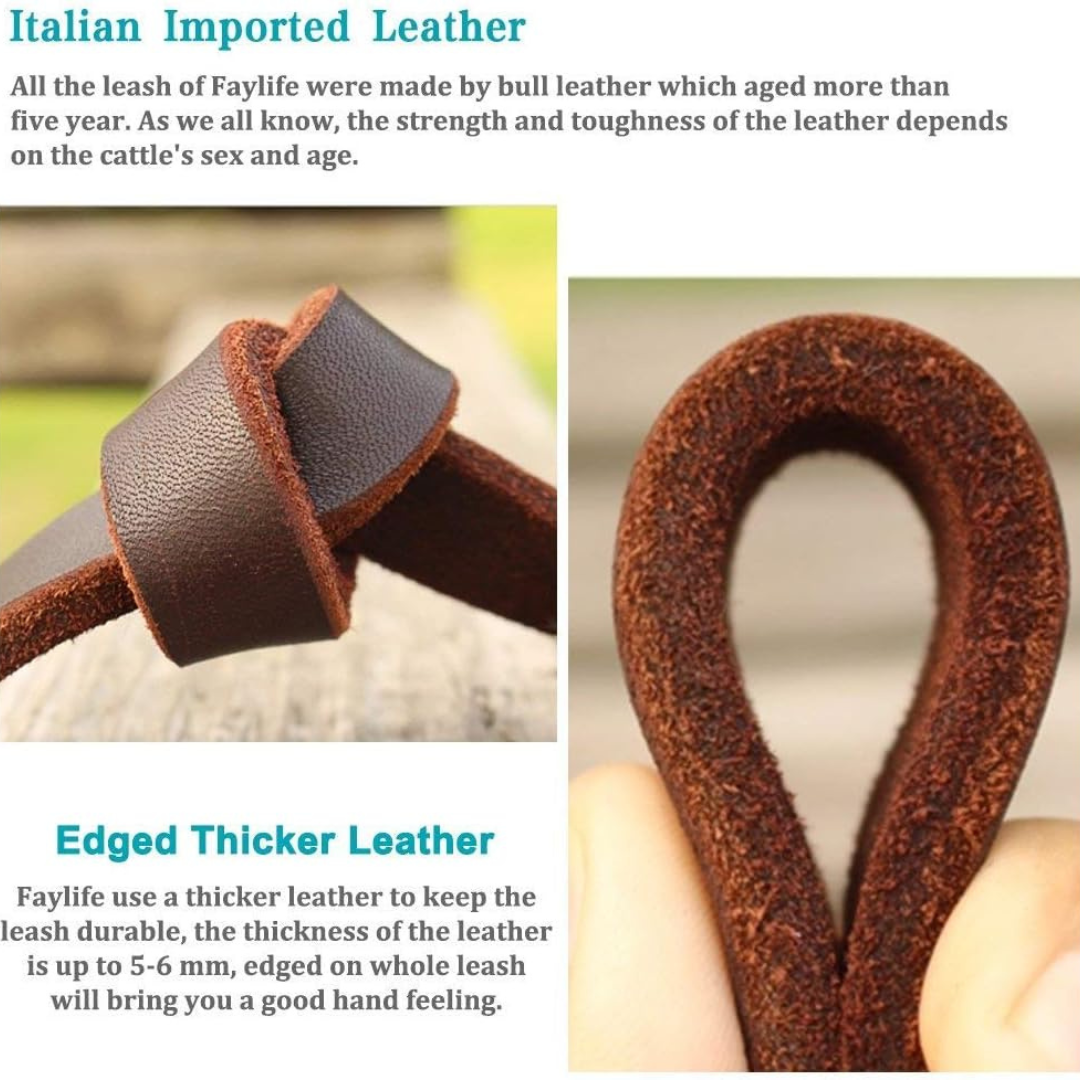 Italian Imported Leather
All the leash of Faylife were made by bull leather which aged more than
five year. As we all know, the strength and toughness of the leather depends
on the cattle's sex and age.
Edged Thicker Leather
Faylife use a thicker leather to keep the
leash durable, the thickness of the leather
is up to 5-6 mm, edged on whole leash
will bring you a good hand feeling.